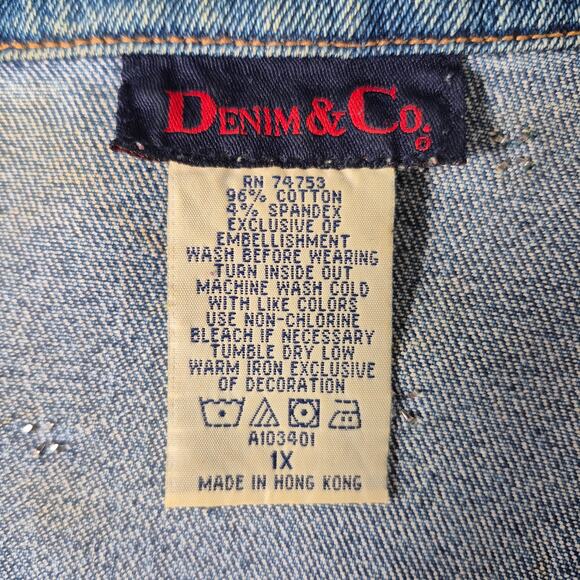 DENIM & CO.
RN 74753
96% COTTON
4% SPANDEX
EXCLUSIVE OF
EMBELLISHMENT
WASH BEFORE WEARING
TURN INSIDE OUT
MACHINE WASH COLD
WITH LIKE COLORS
USE NON-CHLORINE
BLEACH IF NECESSARY
TUMBLE DRY LOW
WARM IRON EXCLUSIVE
OF DECORATION
A103401
1X
MADE IN HONG KONG